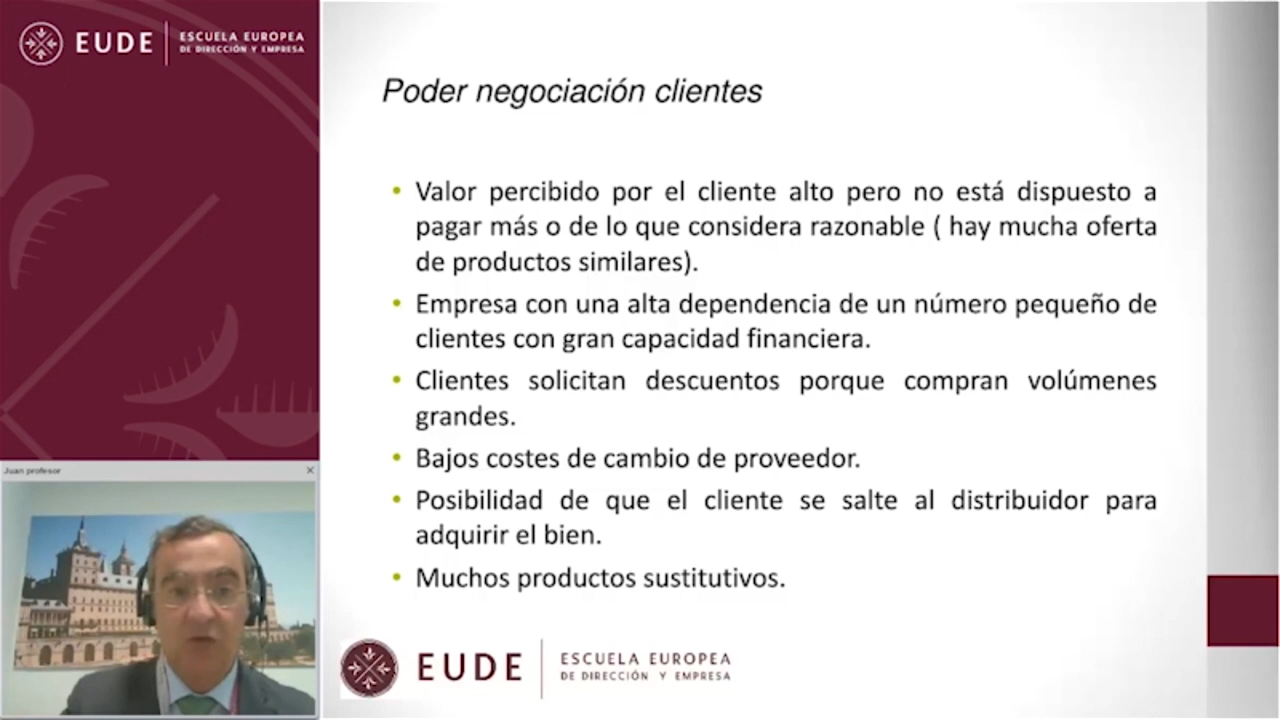 EUDE
ESCUELA EUROPEA
DE DIRECCIÓN Y EMPRESA
Poder negociación clientes
• Valor percibido por el cliente alto pero no está dispuesto a
pagar más o de lo que considera razonable ( hay mucha oferta
de productos similares).
• Empresa con una alta dependencia de un número pequeño de
clientes con gran capacidad financiera.
• Clientes solicitan descuentos porque compran volúmenes
grandes.
• Bajos costes de cambio de proveedor.
• Posibilidad de que el cliente se salte al distribuidor para
adquirir el bien.
• Muchos productos sustitutivos.
Juan profesor
EUDE
ESCUELA EUROPEA
DE DIRECCIÓN Y EMPRESA